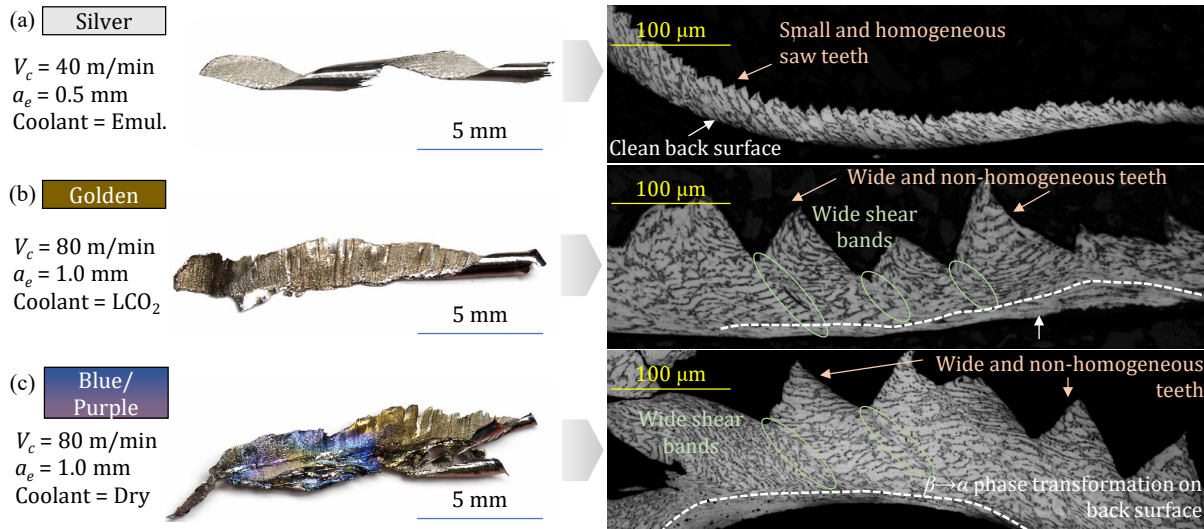 (a) Silver
V_c = 40 m/min
a_e = 0.5 mm
Coolant = Emul.
5 mm
100 μm
Small and homogeneous
saw teeth
Clean back surface
(b) Golden
V_c = 80 m/min
a_e = 1.0 mm
Coolant = LCO₂
5 mm
100 μm
Wide and non-homogeneous teeth
Wide shear
bands
(c) Blue/
Purple
V_c = 80 m/min
a_e = 1.0 mm
Coolant = Dry
5 mm
100 μm
Wide and non-homogeneous
teeth
Wide shear
bands
β→α phase transformation on
back surface